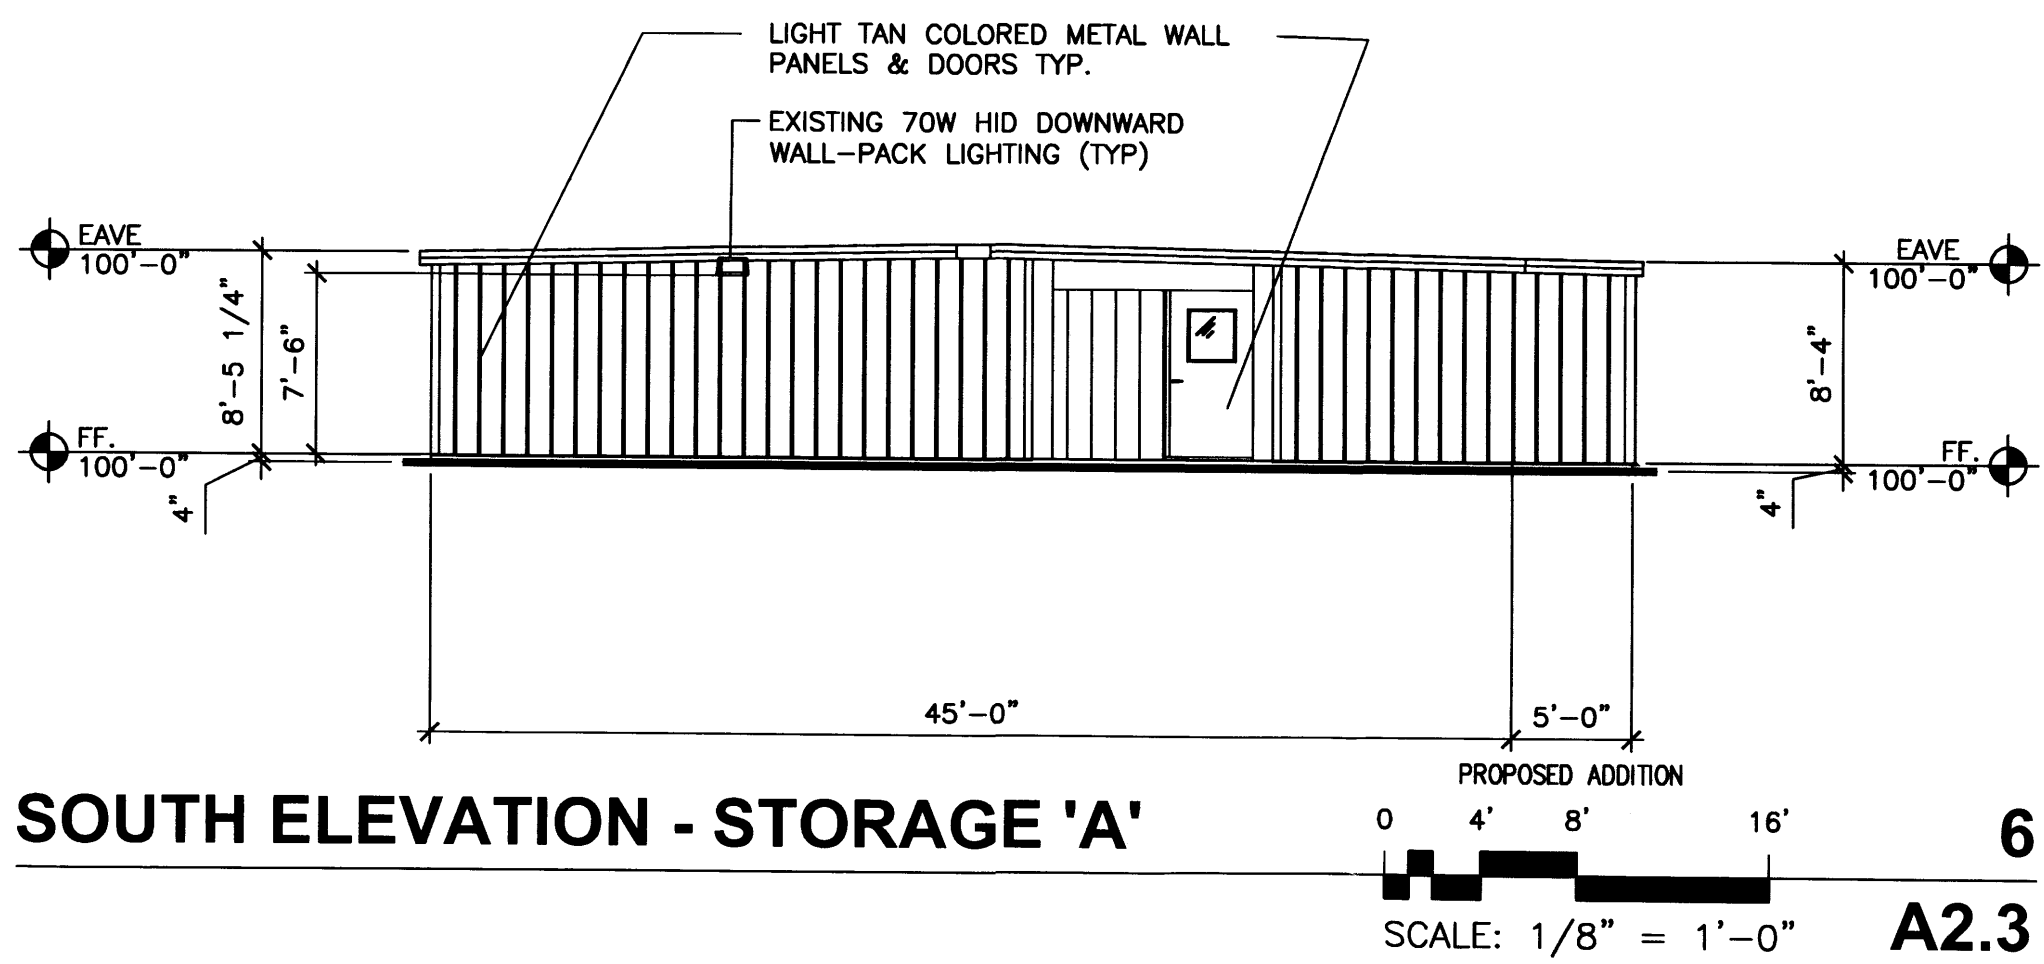 LIGHT TAN COLORED METAL WALL
PANELS & DOORS TYP.
EXISTING 70W HID DOWNWARD
WALL-PACK LIGHTING (TYP)
EAVE
100'-0"
EAVE
100'-0"
8'-5 1/4"
7'-6"
8'-4"
FF.
100'-0"
FF.
100'-0"
4"
4"
45'-0"
5'-0"
PROPOSED ADDITION
SOUTH ELEVATION - STORAGE 'A'
0 4' 8' 16'
6
SCALE: 1/8" = 1'-0"
A2.3